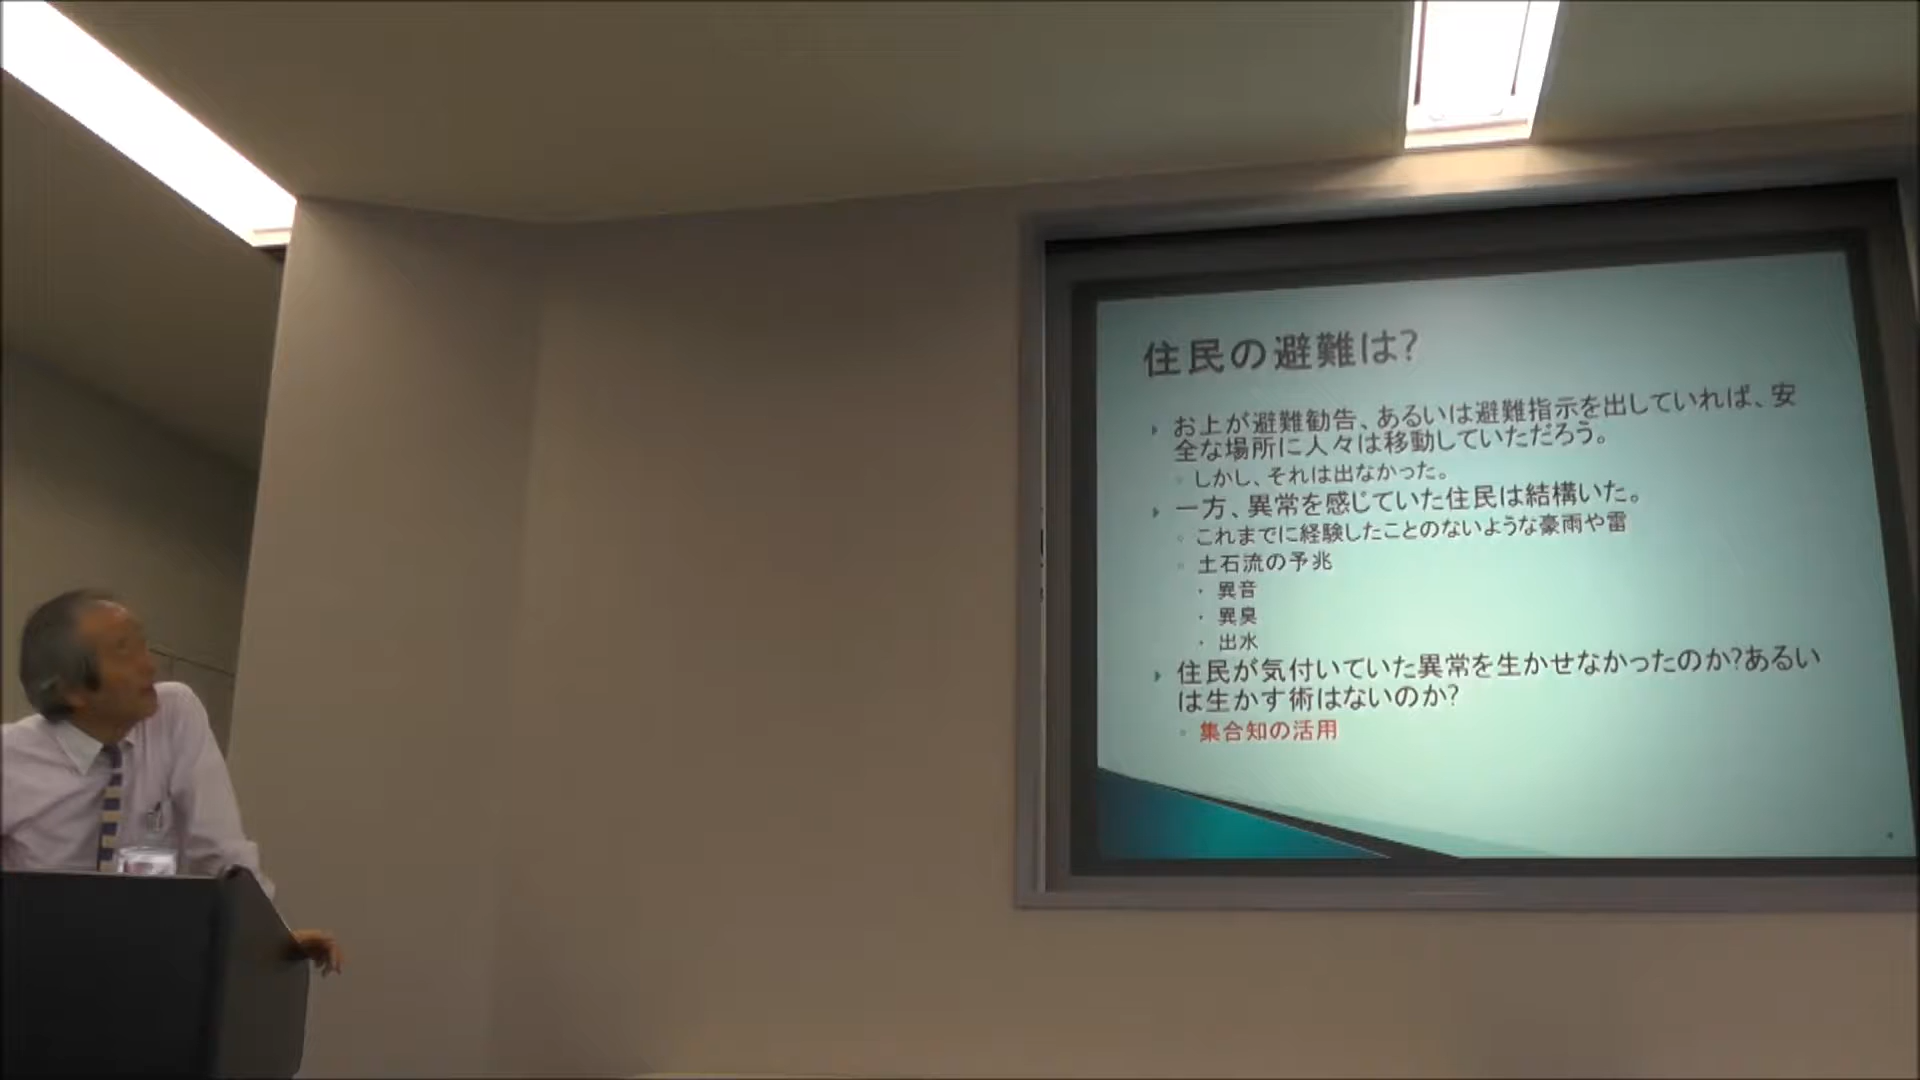 住民の避難は?
お上が避難勧告、あるいは避難指示を出していれば、安
全な場所に人々は移動していただろう。
しかし、それは出なかった。
一方、異常を感じていた住民は結構いた。
これまでに経験したことのないような豪雨や雷
土石流の予兆
異音
異臭
出水
住民が気付いていた異常を生かせなかったのか?あるい
は生かす術はないのか?
集合知の活用